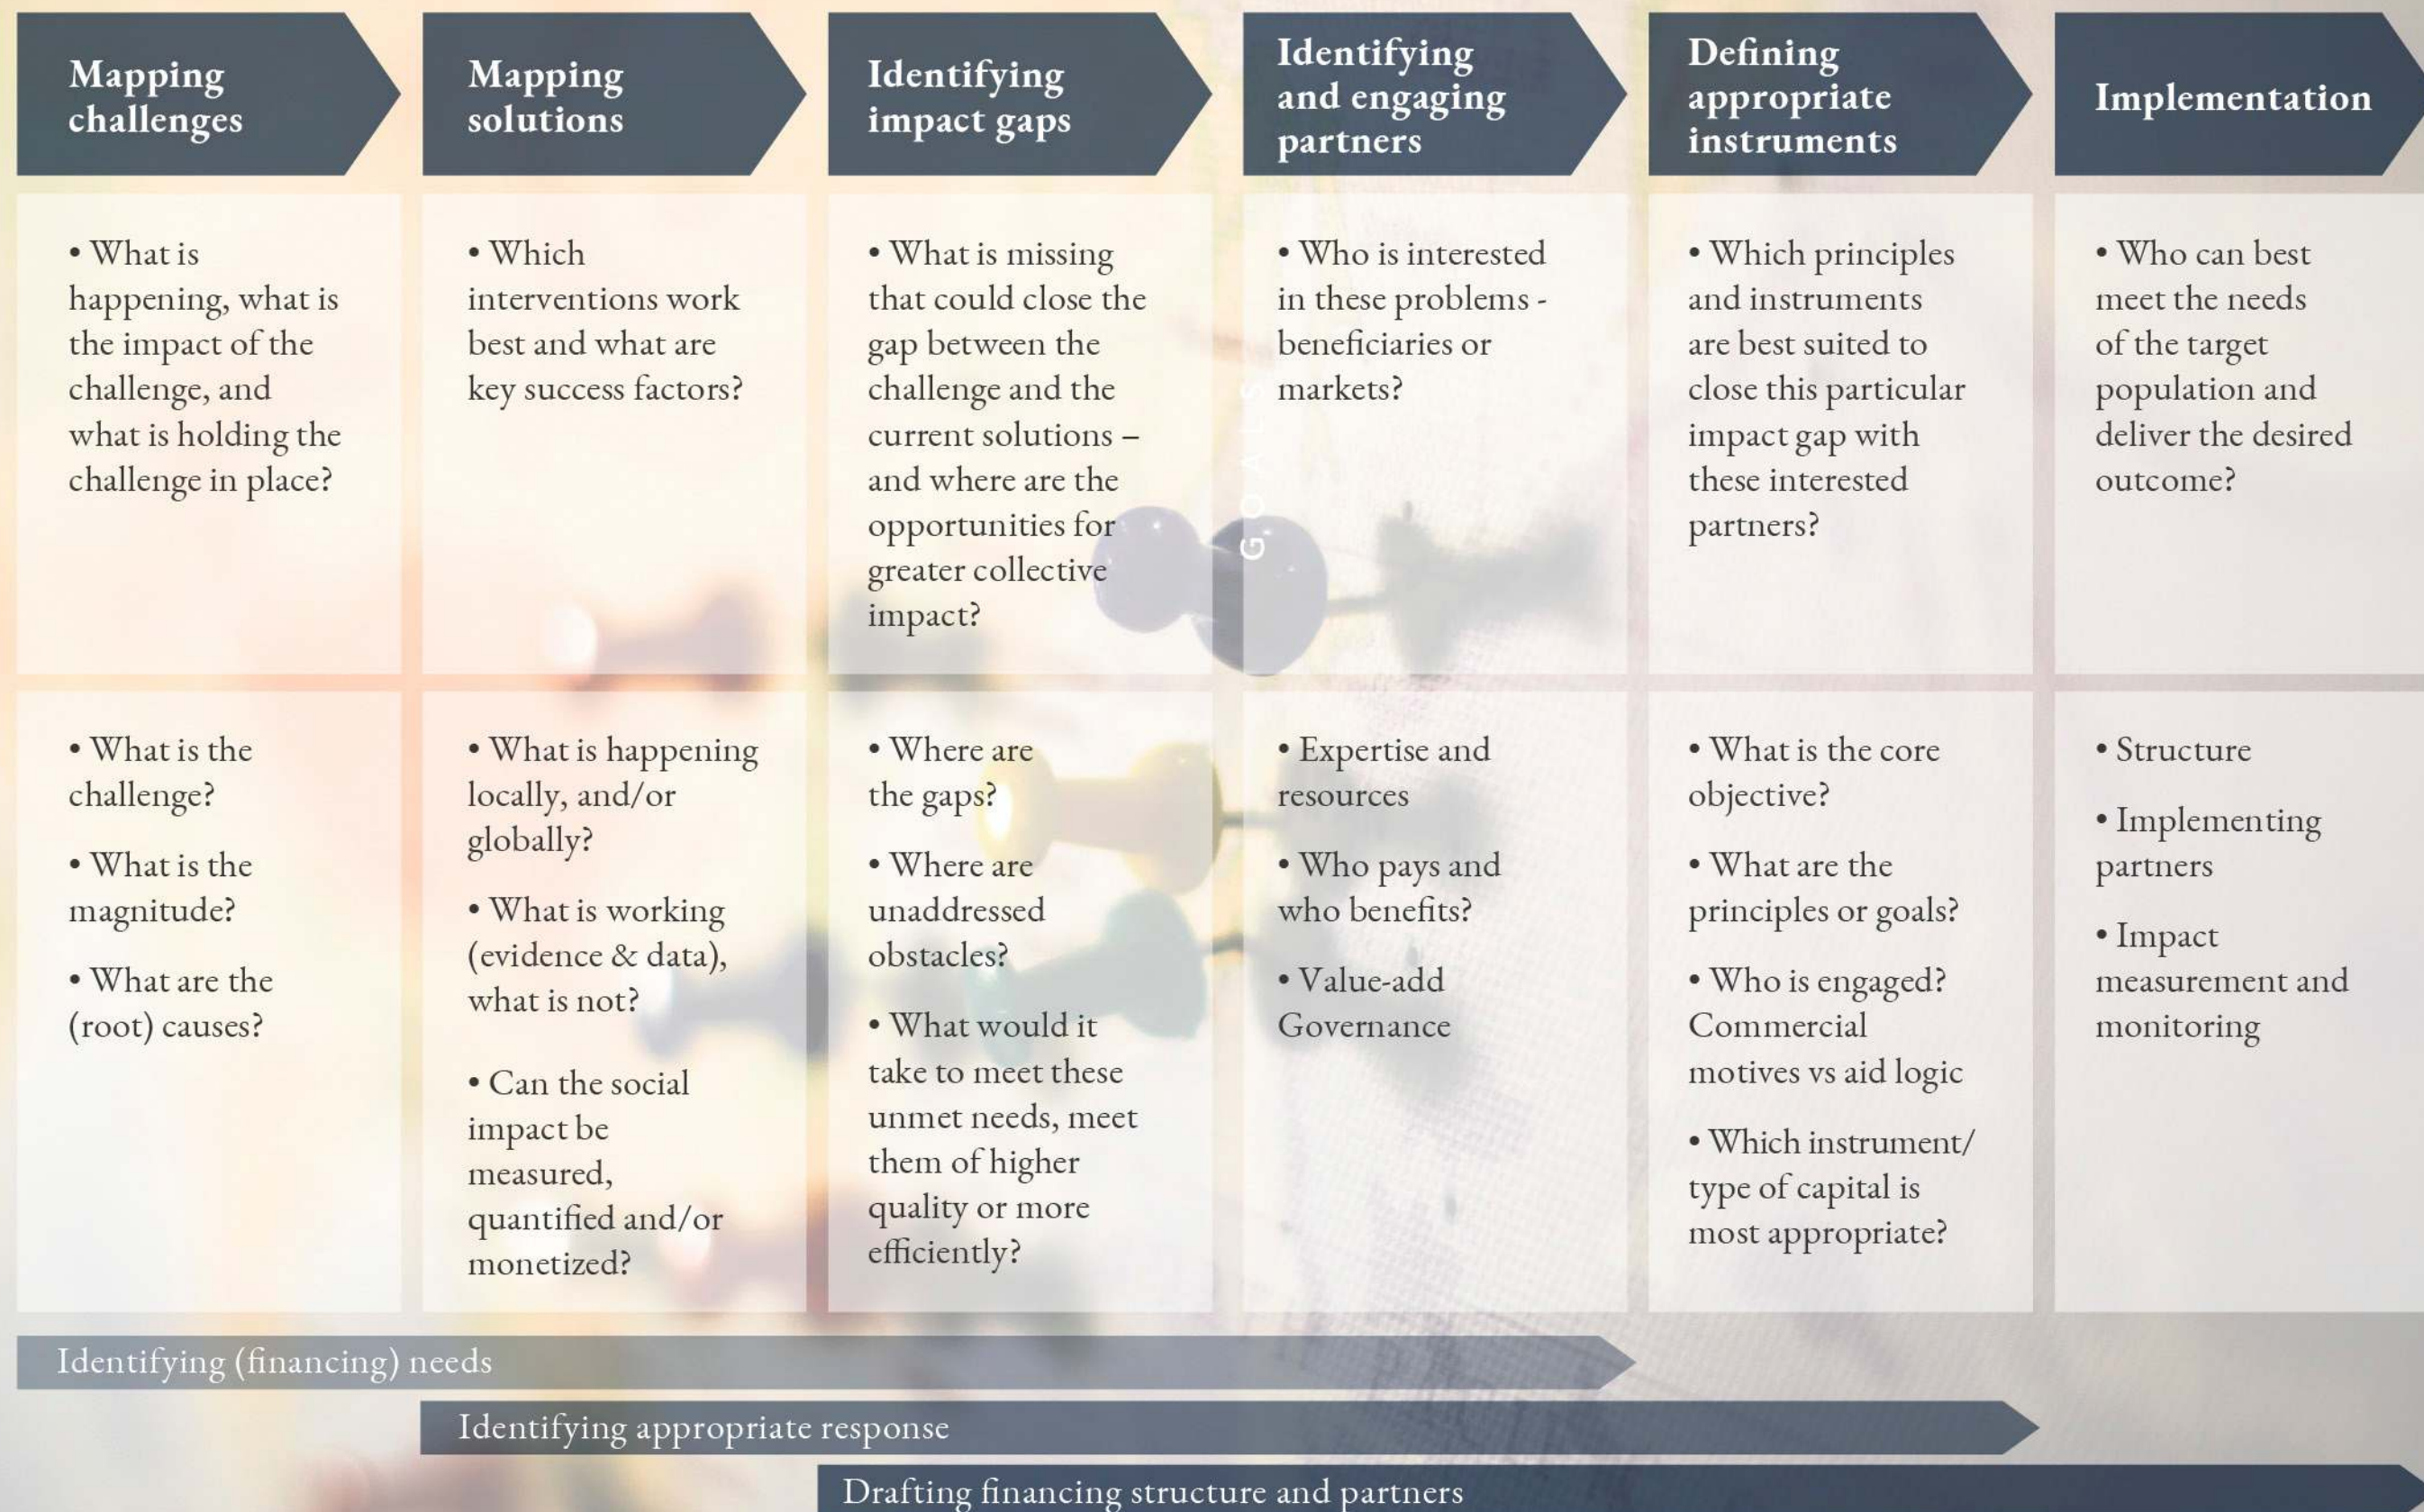 Mapping
challenges
Mapping
solutions
Identifying
impact gaps
Identifying
and engaging
partners
Defining
appropriate
instruments
Implementation
• What is
happening, what is
the impact of the
challenge, and
what is holding the
challenge in place?
• Which
interventions work
best and what are
key success factors?
• What is missing
that could close the
gap between the
challenge and the
current solutions –
and where are the
opportunities for
greater collective
impact?
• Who is interested
in these problems -
beneficiaries or
markets?
• Which principles
and instruments
are best suited to
close this particular
impact gap with
these interested
partners?
• Who can best
meet the needs
of the target
population and
deliver the desired
outcome?
GOALS
• What is the
challenge?
• What is the
magnitude?
• What are the
(root) causes?
• What is happening
locally, and/or
globally?
• What is working
(evidence & data),
what is not?
• Can the social
impact be
measured,
quantified and/or
monetized?
• Where are
the gaps?
• Where are
unaddressed
obstacles?
• What would it
take to meet these
unmet needs, meet
them of higher
quality or more
efficiently?
• Expertise and
resources
• Who pays and
who benefits?
• Value-add
Governance
• What is the core
objective?
• What are the
principles or goals?
• Who is engaged?
Commercial
motives vs aid logic
• Which instrument/
type of capital is
most appropriate?
• Structure
• Implementing
partners
• Impact
measurement and
monitoring
Identifying (financing) needs
Identifying appropriate response
Drafting financing structure and partners